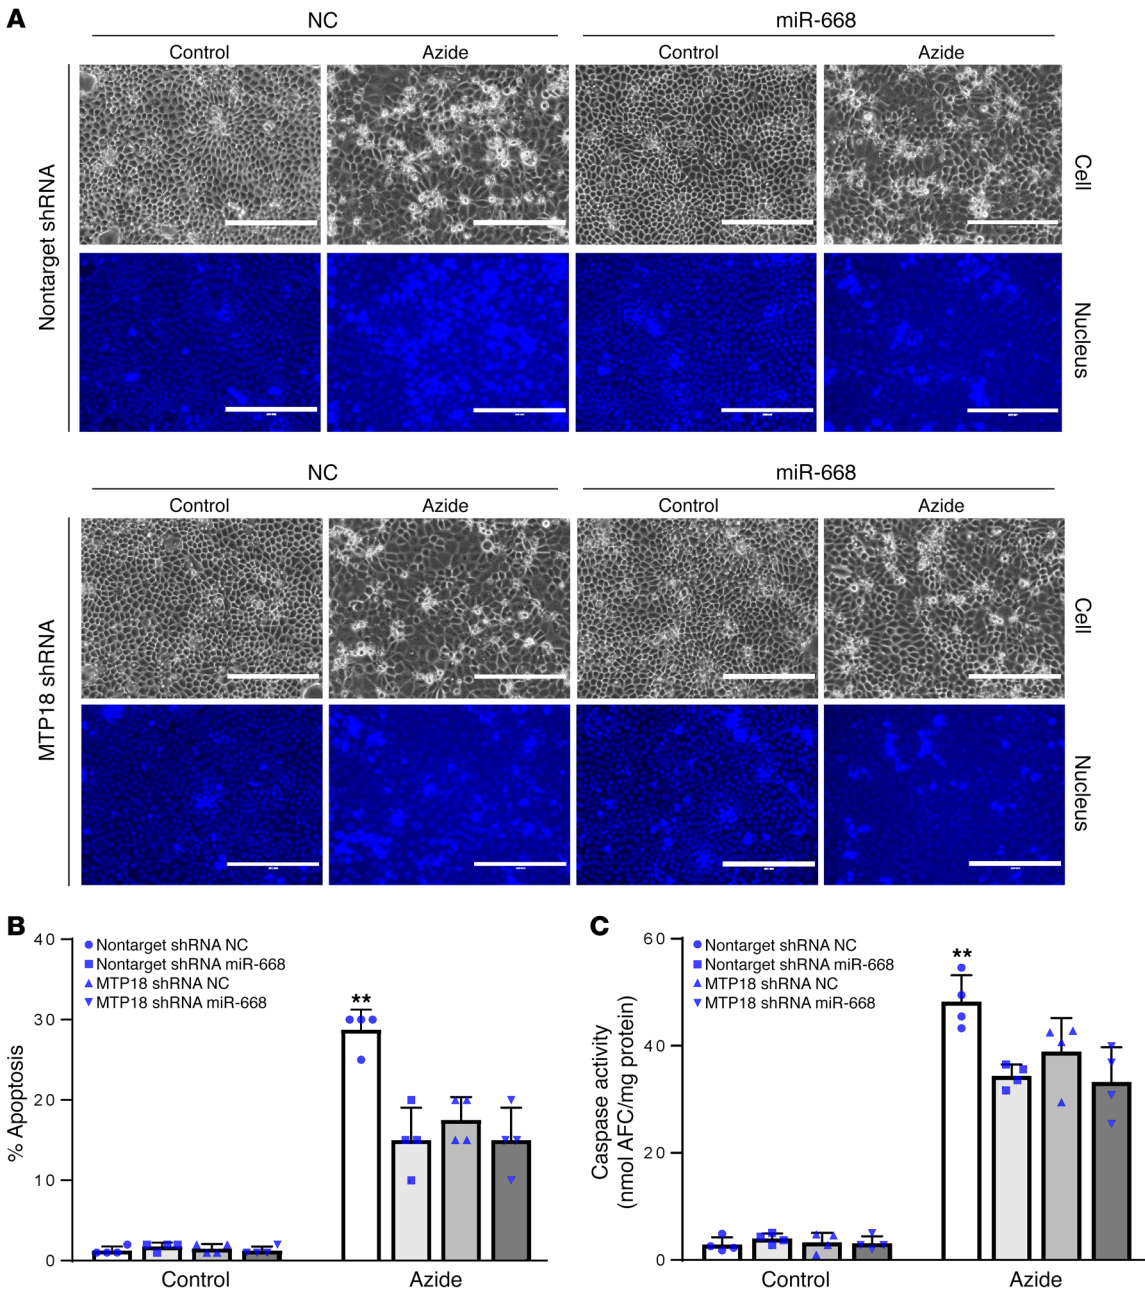 A
NC
miR-668
Control
Azide
Control
Azide
Nontarget shRNA
Cell
Nucleus
NC
miR-668
Control
Azide
Control
Azide
MTP18 shRNA
Cell
Nucleus
B
40
30
20
10
0
% Apoptosis
Nontarget shRNA NC
Nontarget shRNA miR-668
MTP18 shRNA NC
MTP18 shRNA miR-668
**
Control
Azide
C
60
40
20
0
Caspase activity
(nmol AFC/mg protein)
Nontarget shRNA NC
Nontarget shRNA miR-668
MTP18 shRNA NC
MTP18 shRNA miR-668
**
Control
Azide